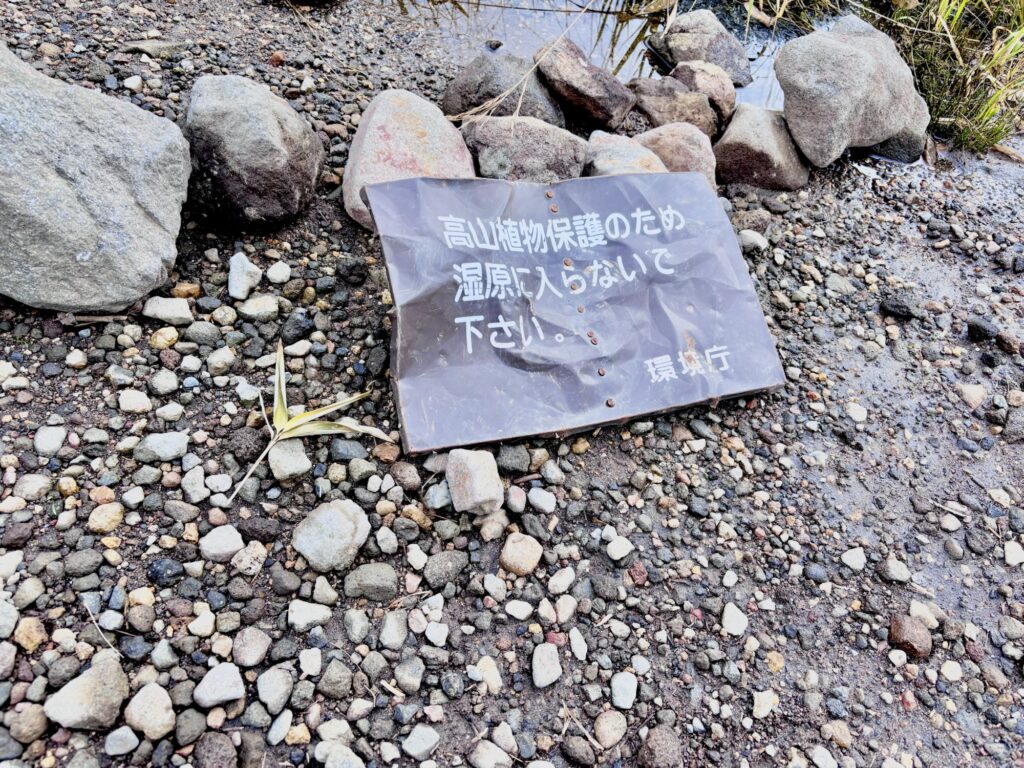 高山植物保護のため
湿原に入らないで
下さい。
環境庁